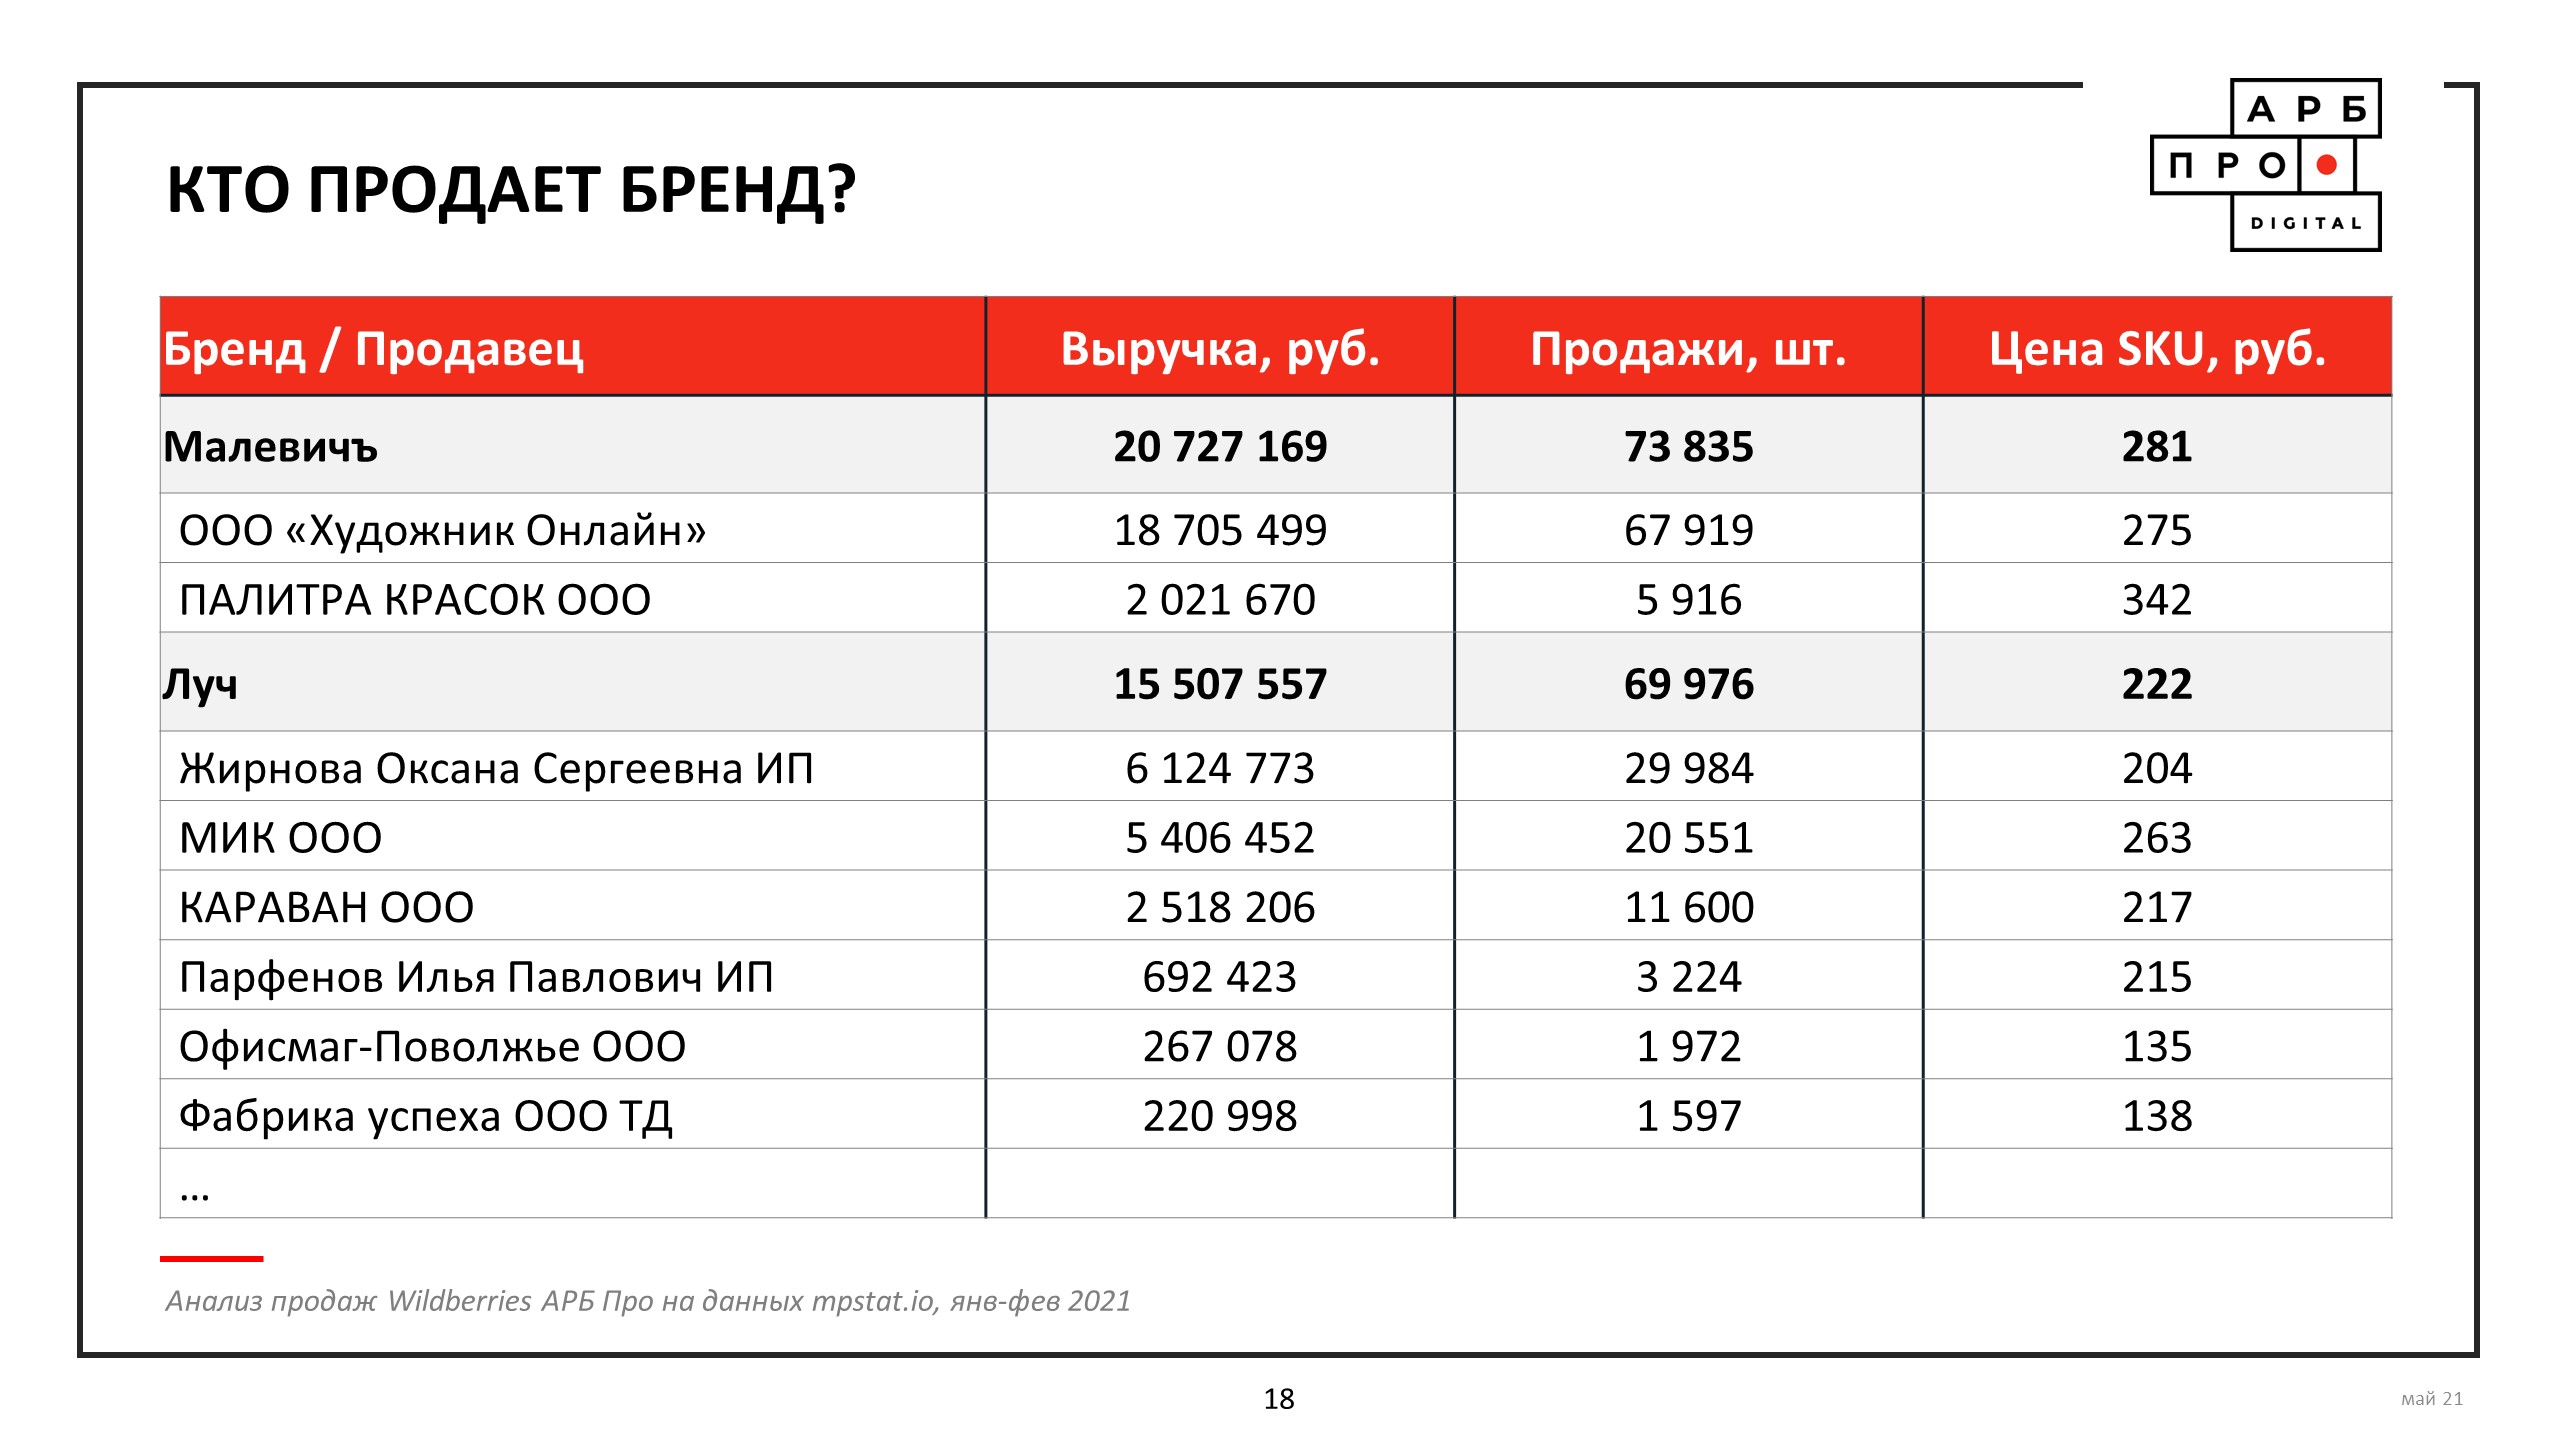 АРБ
ПРО
DIGITAL
КТО ПРОДАЕТ БРЕНД?
Бренд / Продавец Выручка, руб. Продажи, шт. Цена SKU, руб.
Малевичъ 20 727 169 73 835 281
ООО «Художник Онлайн» 18 705 499 67 919 275
ПАЛИТРА КРАСОК ООО 2 021 670 5 916 342
Луч 15 507 557 69 976 222
Жирнова Оксана Сергеевна ИП 6 124 773 29 984 204
МИК ООО 5 406 452 20 551 263
КАРАВАН ООО 2 518 206 11 600 217
Парфенов Илья Павлович ИП 692 423 3 224 215
Офисмаг-Поволжье ООО 267 078 1 972 135
Фабрика успеха ООО ТД 220 998 1 597 138
...
Анализ продаж Wildberries АРБ Про на данных mpstat.io, янв-фев 2021
18
май 21